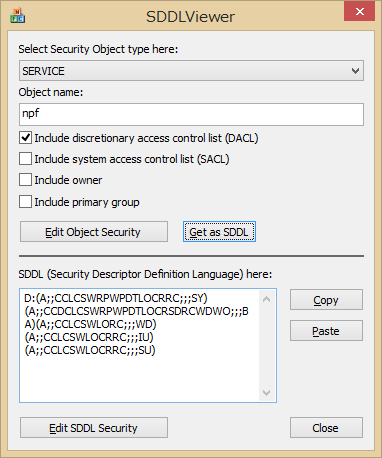 SDDLViewer
Select Security Object type here:
SERVICE
Object name:
npf
Include discretionary access control list (DACL)
Include system access control list (SACL)
Include owner
Include primary group
Edit Object Security
Get as SDDL
SDDL (Security Descriptor Definition Language) here:
D:(A;;CCLCSWRPWPDTLOCRRC;;;SY)
(A;;CCDCLCSWRPWPDTLOCRSDRCWDWO;;;B
A)(A;;CCLCSWLORC;;;WD)
(A;;CCLCSWLOCRRC;;;IU)
(A;;CCLCSWLOCRRC;;;SU)
Copy
Paste
Edit SDDL Security
Close